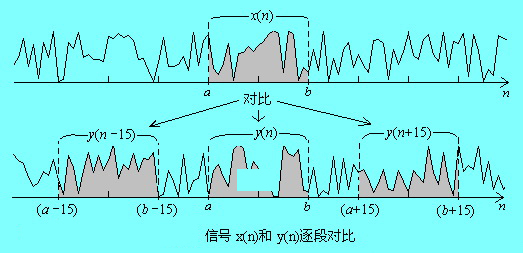 x(n)
a
b
n
对比
y(n-15)
y(n)
y(n+15)
(a-15)
(b-15)
a
b
(a+15)
(b+15)
n
信号 x(n)和 y(n)逐段对比